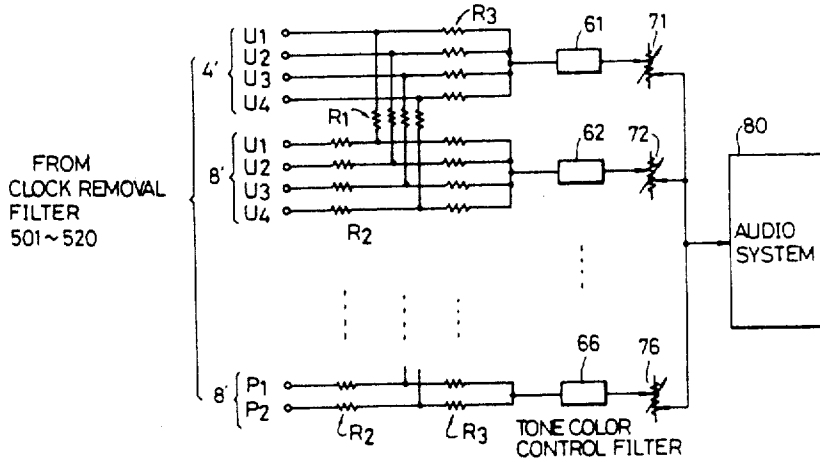 R3
61
71
4'
U1
U2
U3
U4
R1
8'
U1
U2
U3
U4
R2
62
72
80
FROM
CLOCK REMOVAL
FILTER
501~520
AUDIO
SYSTEM
66
76
8'
P1
P2
R2
R3
TONE COLOR
CONTROL FILTER